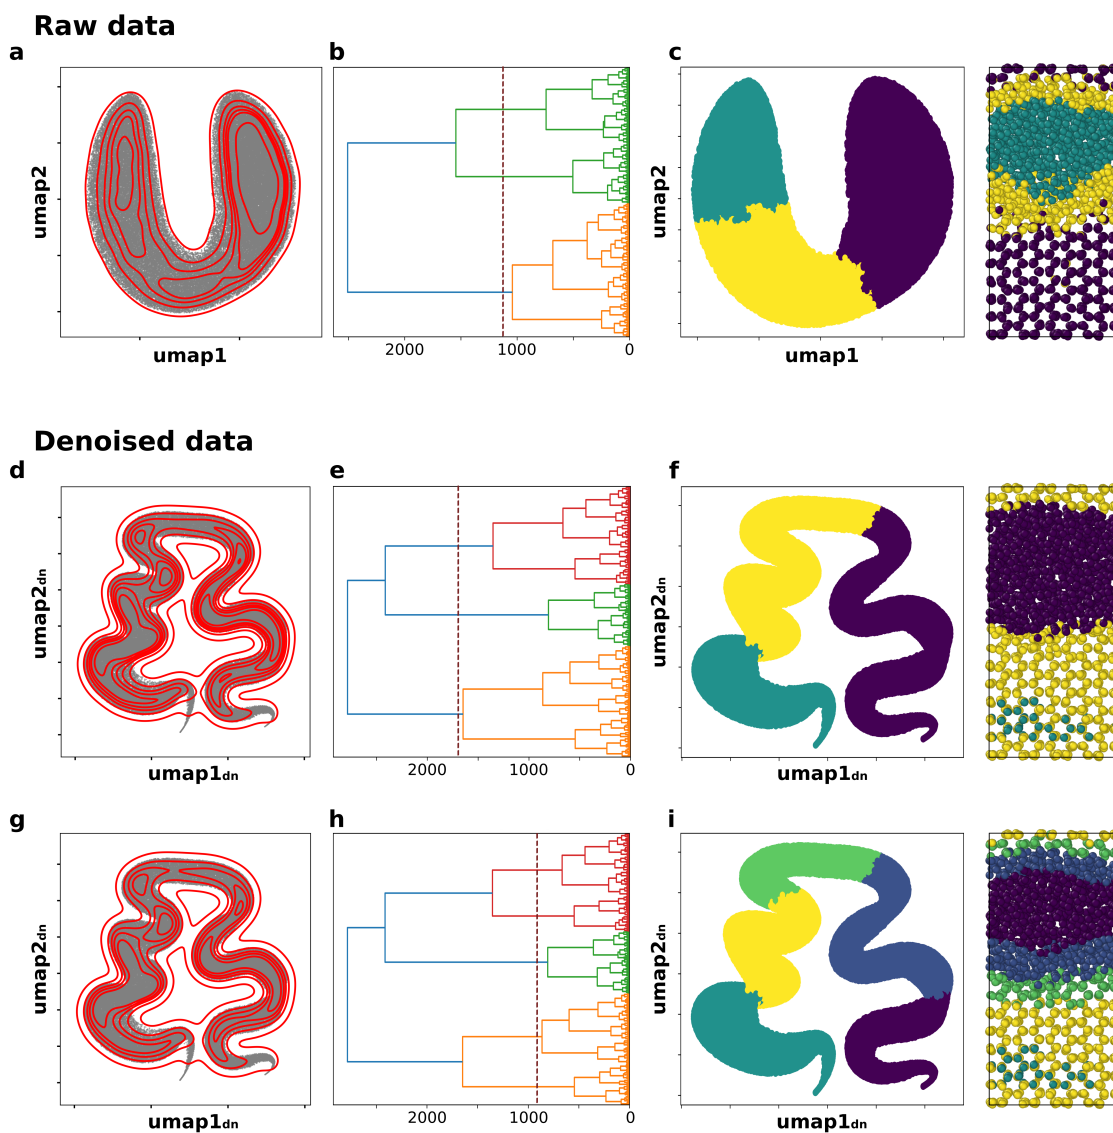 Raw data
a b c
umap2 umap2
2000 1000 0
umap1 umap1
Denoised data
d e f
umap2dn umap2dn
2000 1000 0
umap1dn umap1dn
g h i
umap2dn umap2dn
2000 1000 0
umap1dn umap1dn